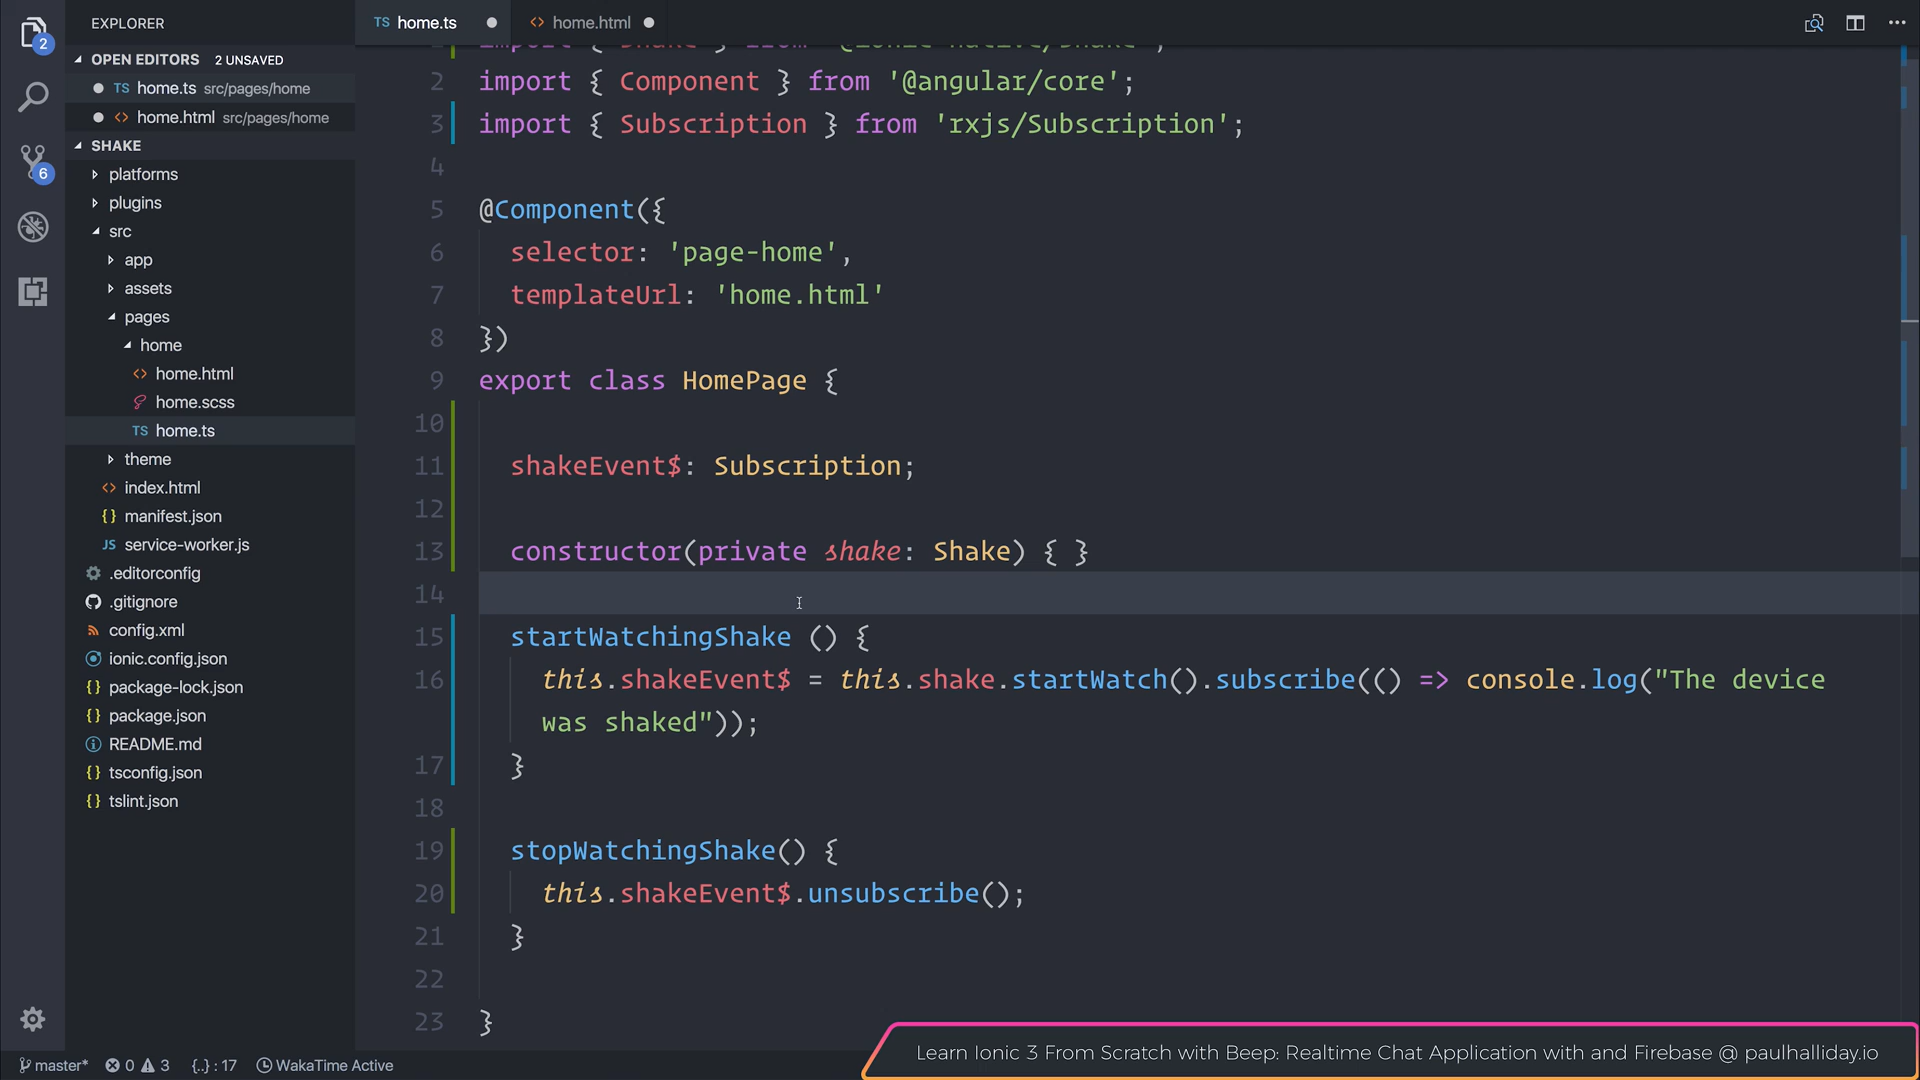 EXPLORER
TS home.ts
<> home.html
OPEN EDITORS 2 UNSAVED
TS home.ts src/pages/home
<> home.html src/pages/home
SHAKE
platforms
plugins
src
app
assets
pages
home
<> home.html
home.scss
TS home.ts
theme
<> index.html
{} manifest.json
JS service-worker.js
.editorconfig
.gitignore
config.xml
ionic.config.json
{} package-lock.json
{} package.json
README.md
{} tsconfig.json
{} tslint.json
2
6
2 import { Component } from '@angular/core';
3 import { Subscription } from 'rxjs/Subscription';
4
5 @Component({
6 selector: 'page-home',
7 templateUrl: 'home.html'
8 })
9 export class HomePage {
10
11 shakeEvent$: Subscription;
12
13 constructor(private shake: Shake) { }
14
15 startWatchingShake () {
16 this.shakeEvent$ = this.shake.startWatch().subscribe(() => console.log("The device
was shaked"));
17 }
18
19 stopWatchingShake() {
20 this.shakeEvent$.unsubscribe();
21 }
22
23 }
Learn Ionic 3 From Scratch with Beep: Realtime Chat Application with and Firebase @ paulhalliday.io
master* 0 3 {..} : 17 WakaTime Active